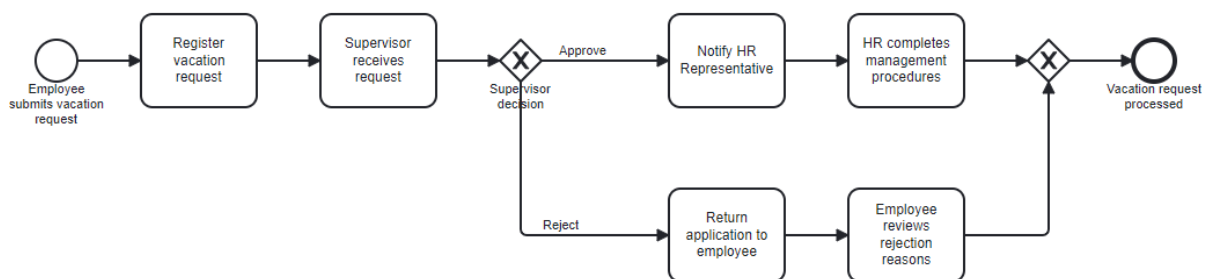 Employee
submits vacation
request
Register
vacation
request
Supervisor
receives
request
Supervisor
decision
Approve
Notify HR
Representative
HR completes
management
procedures
Vacation request
processed
Reject
Return
application to
employee
Employee
reviews
rejection
reasons